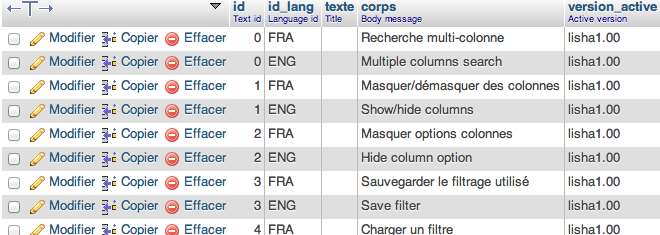 id id_lang texte corps version_active
Text id Language id Title Body message Active version
Modifier Copier Effacer 0 FRA Recherche multi-colonne lisha1.00
Modifier Copier Effacer 0 ENG Multiple columns search lisha1.00
Modifier Copier Effacer 1 FRA Masquer/démasquer des colonnes lisha1.00
Modifier Copier Effacer 1 ENG Show/hide columns lisha1.00
Modifier Copier Effacer 2 FRA Masquer options colonnes lisha1.00
Modifier Copier Effacer 2 ENG Hide column option lisha1.00
Modifier Copier Effacer 3 FRA Sauvegarder le filtrage utilisé lisha1.00
Modifier Copier Effacer 3 ENG Save filter lisha1.00
Modifier Copier Effacer 4 FRA Charger un filtre lisha1.00